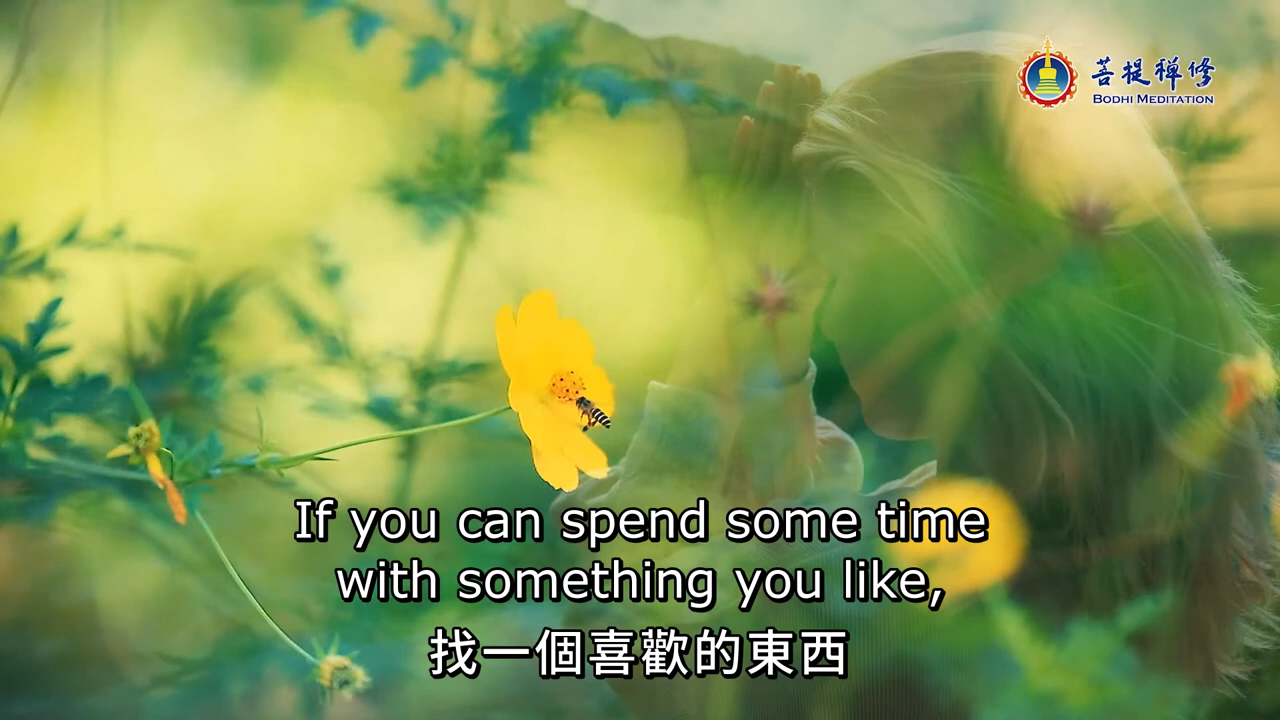 菩提禪修
BODHI MEDITATION
If you can spend some time
with something you like,
找一個喜歡的東西